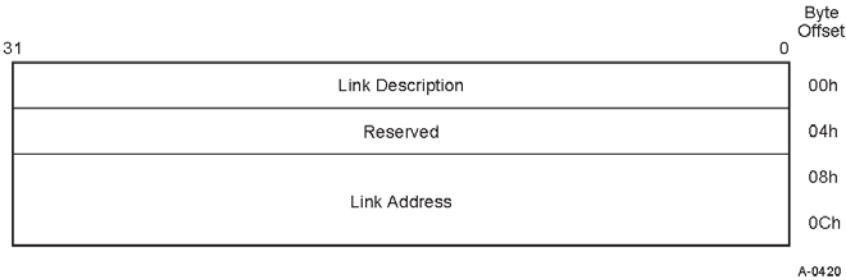 Byte
Offset
31 0
Link Description 00h
Reserved 04h
08h
Link Address
0Ch
A-0420